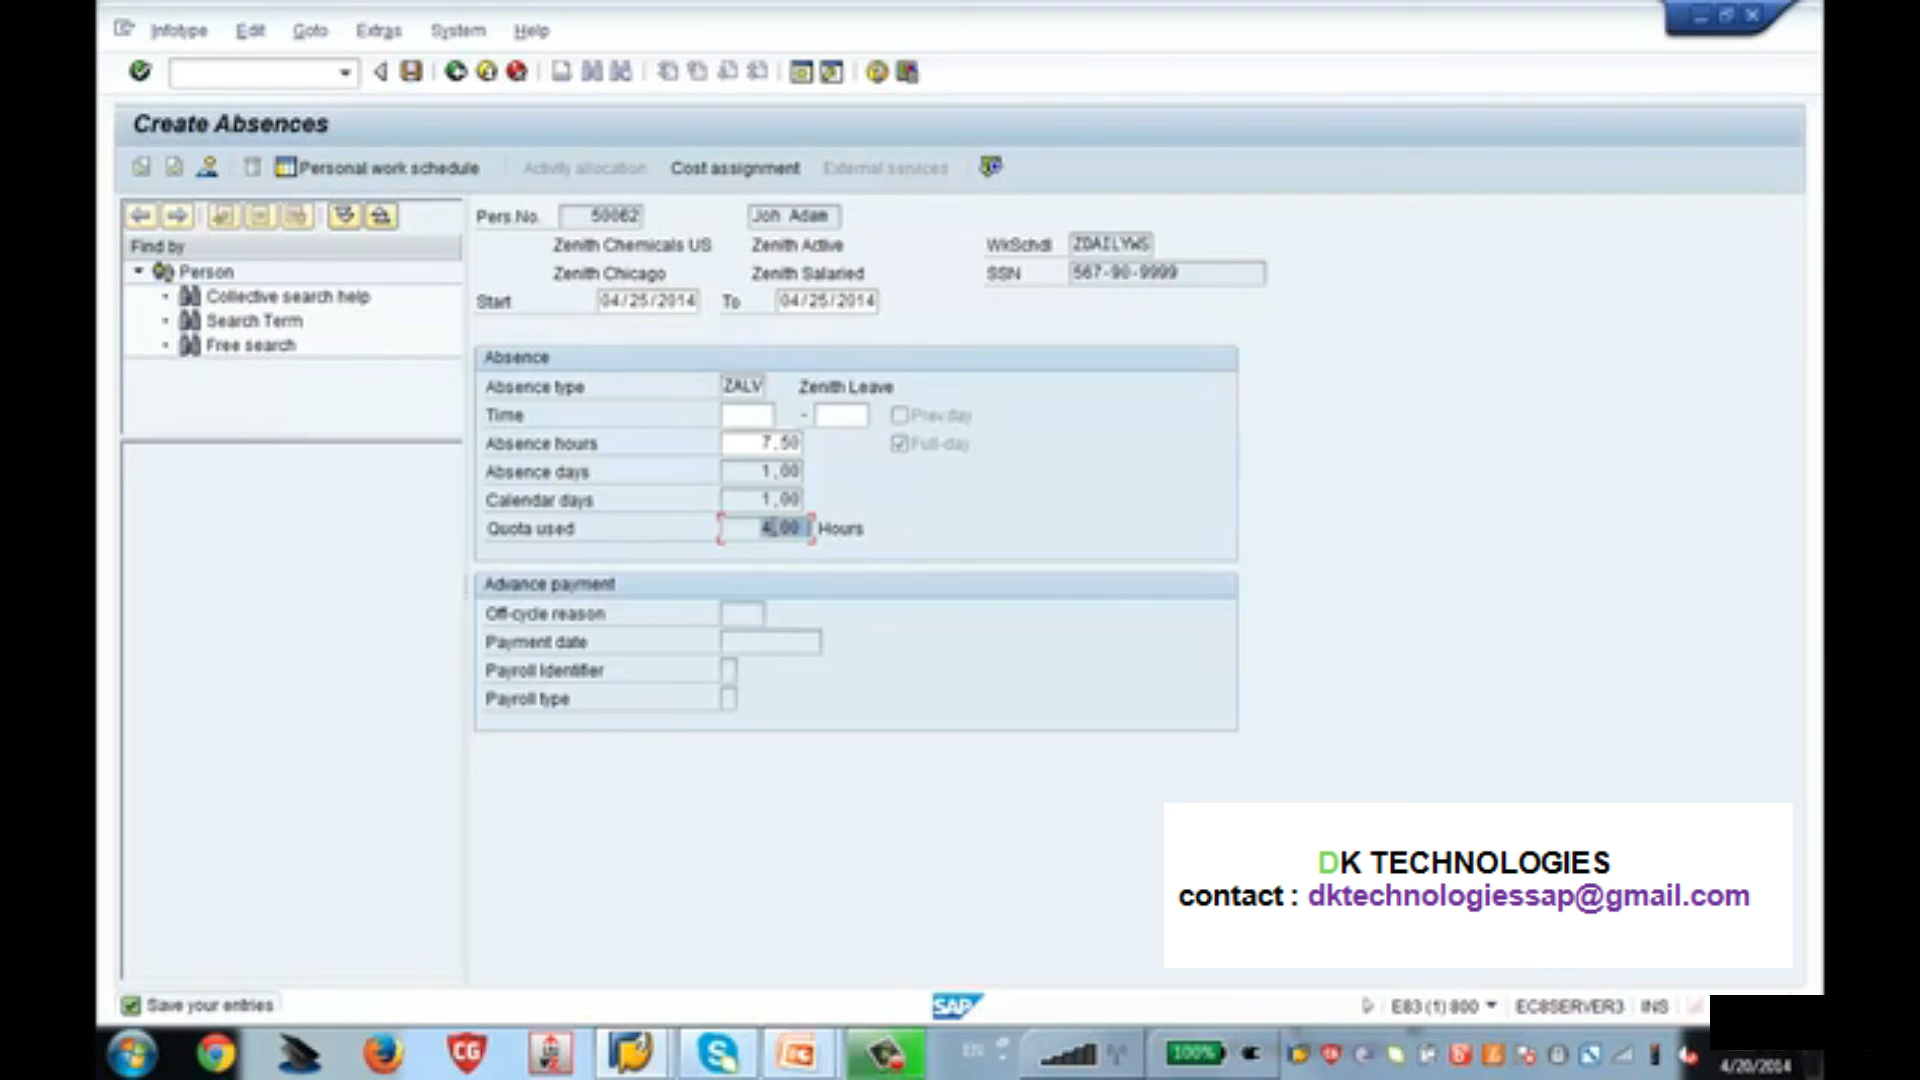 Infotype Edit Goto Extras System Help
Create Absences
Personal work schedule Activity allocation Cost assignment External services
Pers.No. 50062 Joh Adam
Find by
Zenith Chemicals US Zenith Active WkSchdl ZDAILYWS
Person
Zenith Chicago Zenith Salaried SSN 567-90-9999
Collective search help
Start 04/25/2014 To 04/25/2014
Search Term
Free search
Absence
Absence type ZALV Zenith Leave
Time - Prev.day
Absence hours 7.50 Full-day
Absence days 1.00
Calendar days 1.00
Quota used 4.00 Hours
Advance payment
Off-cycle reason
Payment date
Payroll Identifier
Payroll type
DK TECHNOLOGIES
contact : dktechnologiessap@gmail.com
Save your entries SAP E83 (1) 800 EC8SERVER3 INS
CG EN 100%
4/20/2014